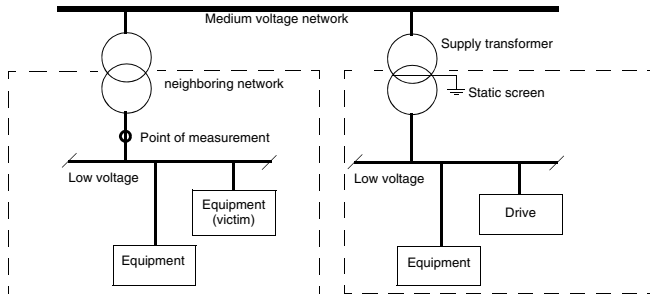 Medium voltage network
Supply transformer
neighboring network
Static screen
Point of measurement
Low voltage
Low voltage
Equipment
(victim)
Drive
Equipment
Equipment